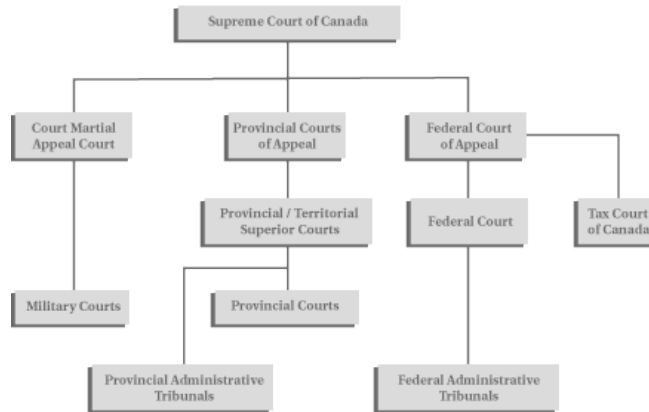 Supreme Court of Canada
Court Martial
Appeal Court
Provincial Courts
of Appeal
Federal Court
of Appeal
Provincial / Territorial
Superior Courts
Federal Court
Tax Court
of Canada
Military Courts
Provincial Courts
Provincial Administrative
Tribunals
Federal Administrative
Tribunals